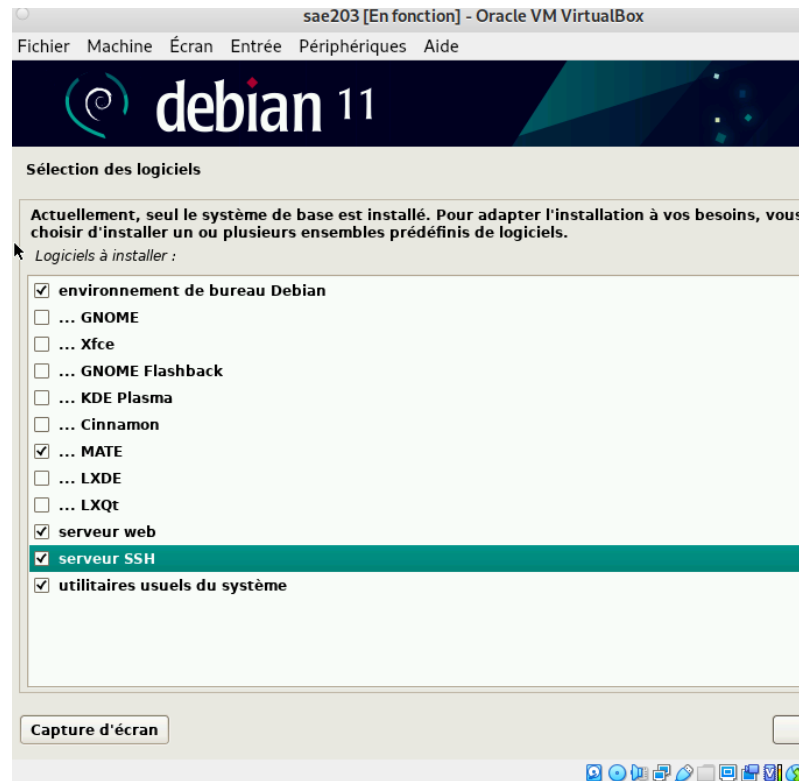 sae203 [En fonction] - Oracle VM VirtualBox
Fichier Machine Écran Entrée Périphériques Aide
debian 11
Sélection des logiciels
Actuellement, seul le système de base est installé. Pour adapter l'installation à vos besoins, vous
choisir d'installer un ou plusieurs ensembles prédéfinis de logiciels.
Logiciels à installer :
environnement de bureau Debian
... GNOME
... Xfce
... GNOME Flashback
... KDE Plasma
... Cinnamon
... MATE
... LXDE
... LXQt
serveur web
serveur SSH
utilitaires usuels du système
Capture d'écran